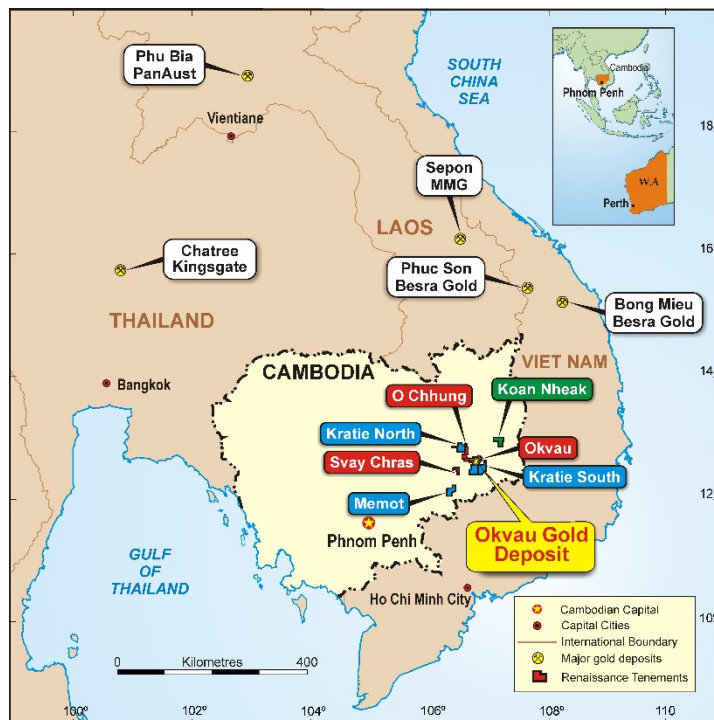 Phu Bia
PanAust
Vientiane
SOUTH
CHINA
SEA
Cambodia
Phnom Penh
W.A
Perth
18°
Sepon
MMG
LAOS
16°
Chatree
Kingsgate
Phuc Son
Besra Gold
Bong Mieu
Besra Gold
THAILAND
VIET NAM
14°
Bangkok
CAMBODIA
O Chhung
Koan Nheak
Kratie North
Okvau
Svay Chras
Kratie South
12°
Memot
Phnom Penh
Okvau Gold
Deposit
GULF
OF
THAILAND
Ho Chi Minh City
10°
Cambodian Capital
Capital Cities
International Boundary
Major gold deposits
Renaissance Tenements
0 Kilometres 400
100° 102° 104° 106° 108° 110